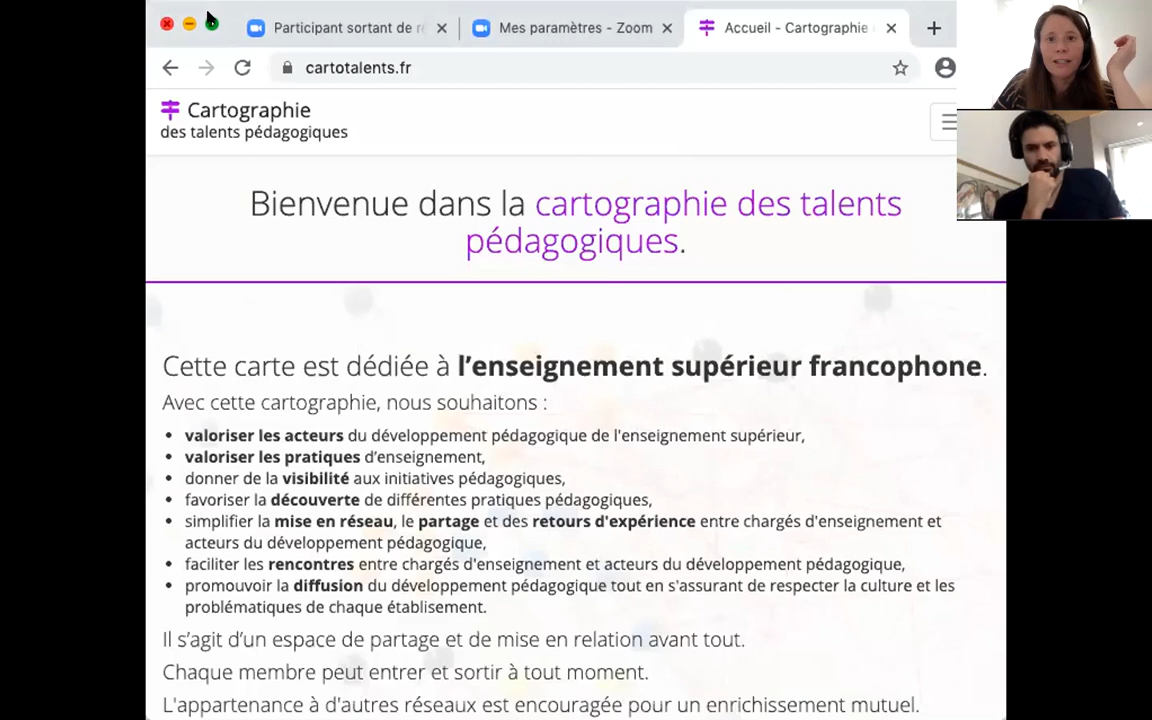 Participant sortant de ré
Mes paramètres - Zoom
Accueil - Cartographie
cartotalents.fr
Cartographie
des talents pédagogiques
Bienvenue dans la cartographie des talents
pédagogiques.
Cette carte est dédiée à l’enseignement supérieur francophone.
Avec cette cartographie, nous souhaitons :
• valoriser les acteurs du développement pédagogique de l'enseignement supérieur,
• valoriser les pratiques d’enseignement,
• donner de la visibilité aux initiatives pédagogiques,
• favoriser la découverte de différentes pratiques pédagogiques,
• simplifier la mise en réseau, le partage et des retours d'expérience entre chargés d'enseignement et
acteurs du développement pédagogique,
• faciliter les rencontres entre chargés d'enseignement et acteurs du développement pédagogique,
• promouvoir la diffusion du développement pédagogique tout en s'assurant de respecter la culture et les
problématiques de chaque établisement.
Il s’agit d’un espace de partage et de mise en relation avant tout.
Chaque membre peut entrer et sortir à tout moment.
L'appartenance à d'autres réseaux est encouragée pour un enrichissement mutuel.